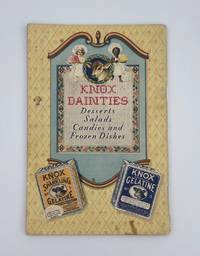 KNOX
DAINTIES
Desserts
Salads
Candies and
Frozen Dishes
KNOX
SPARKLING
GELATINE
KNOX
GELATINE